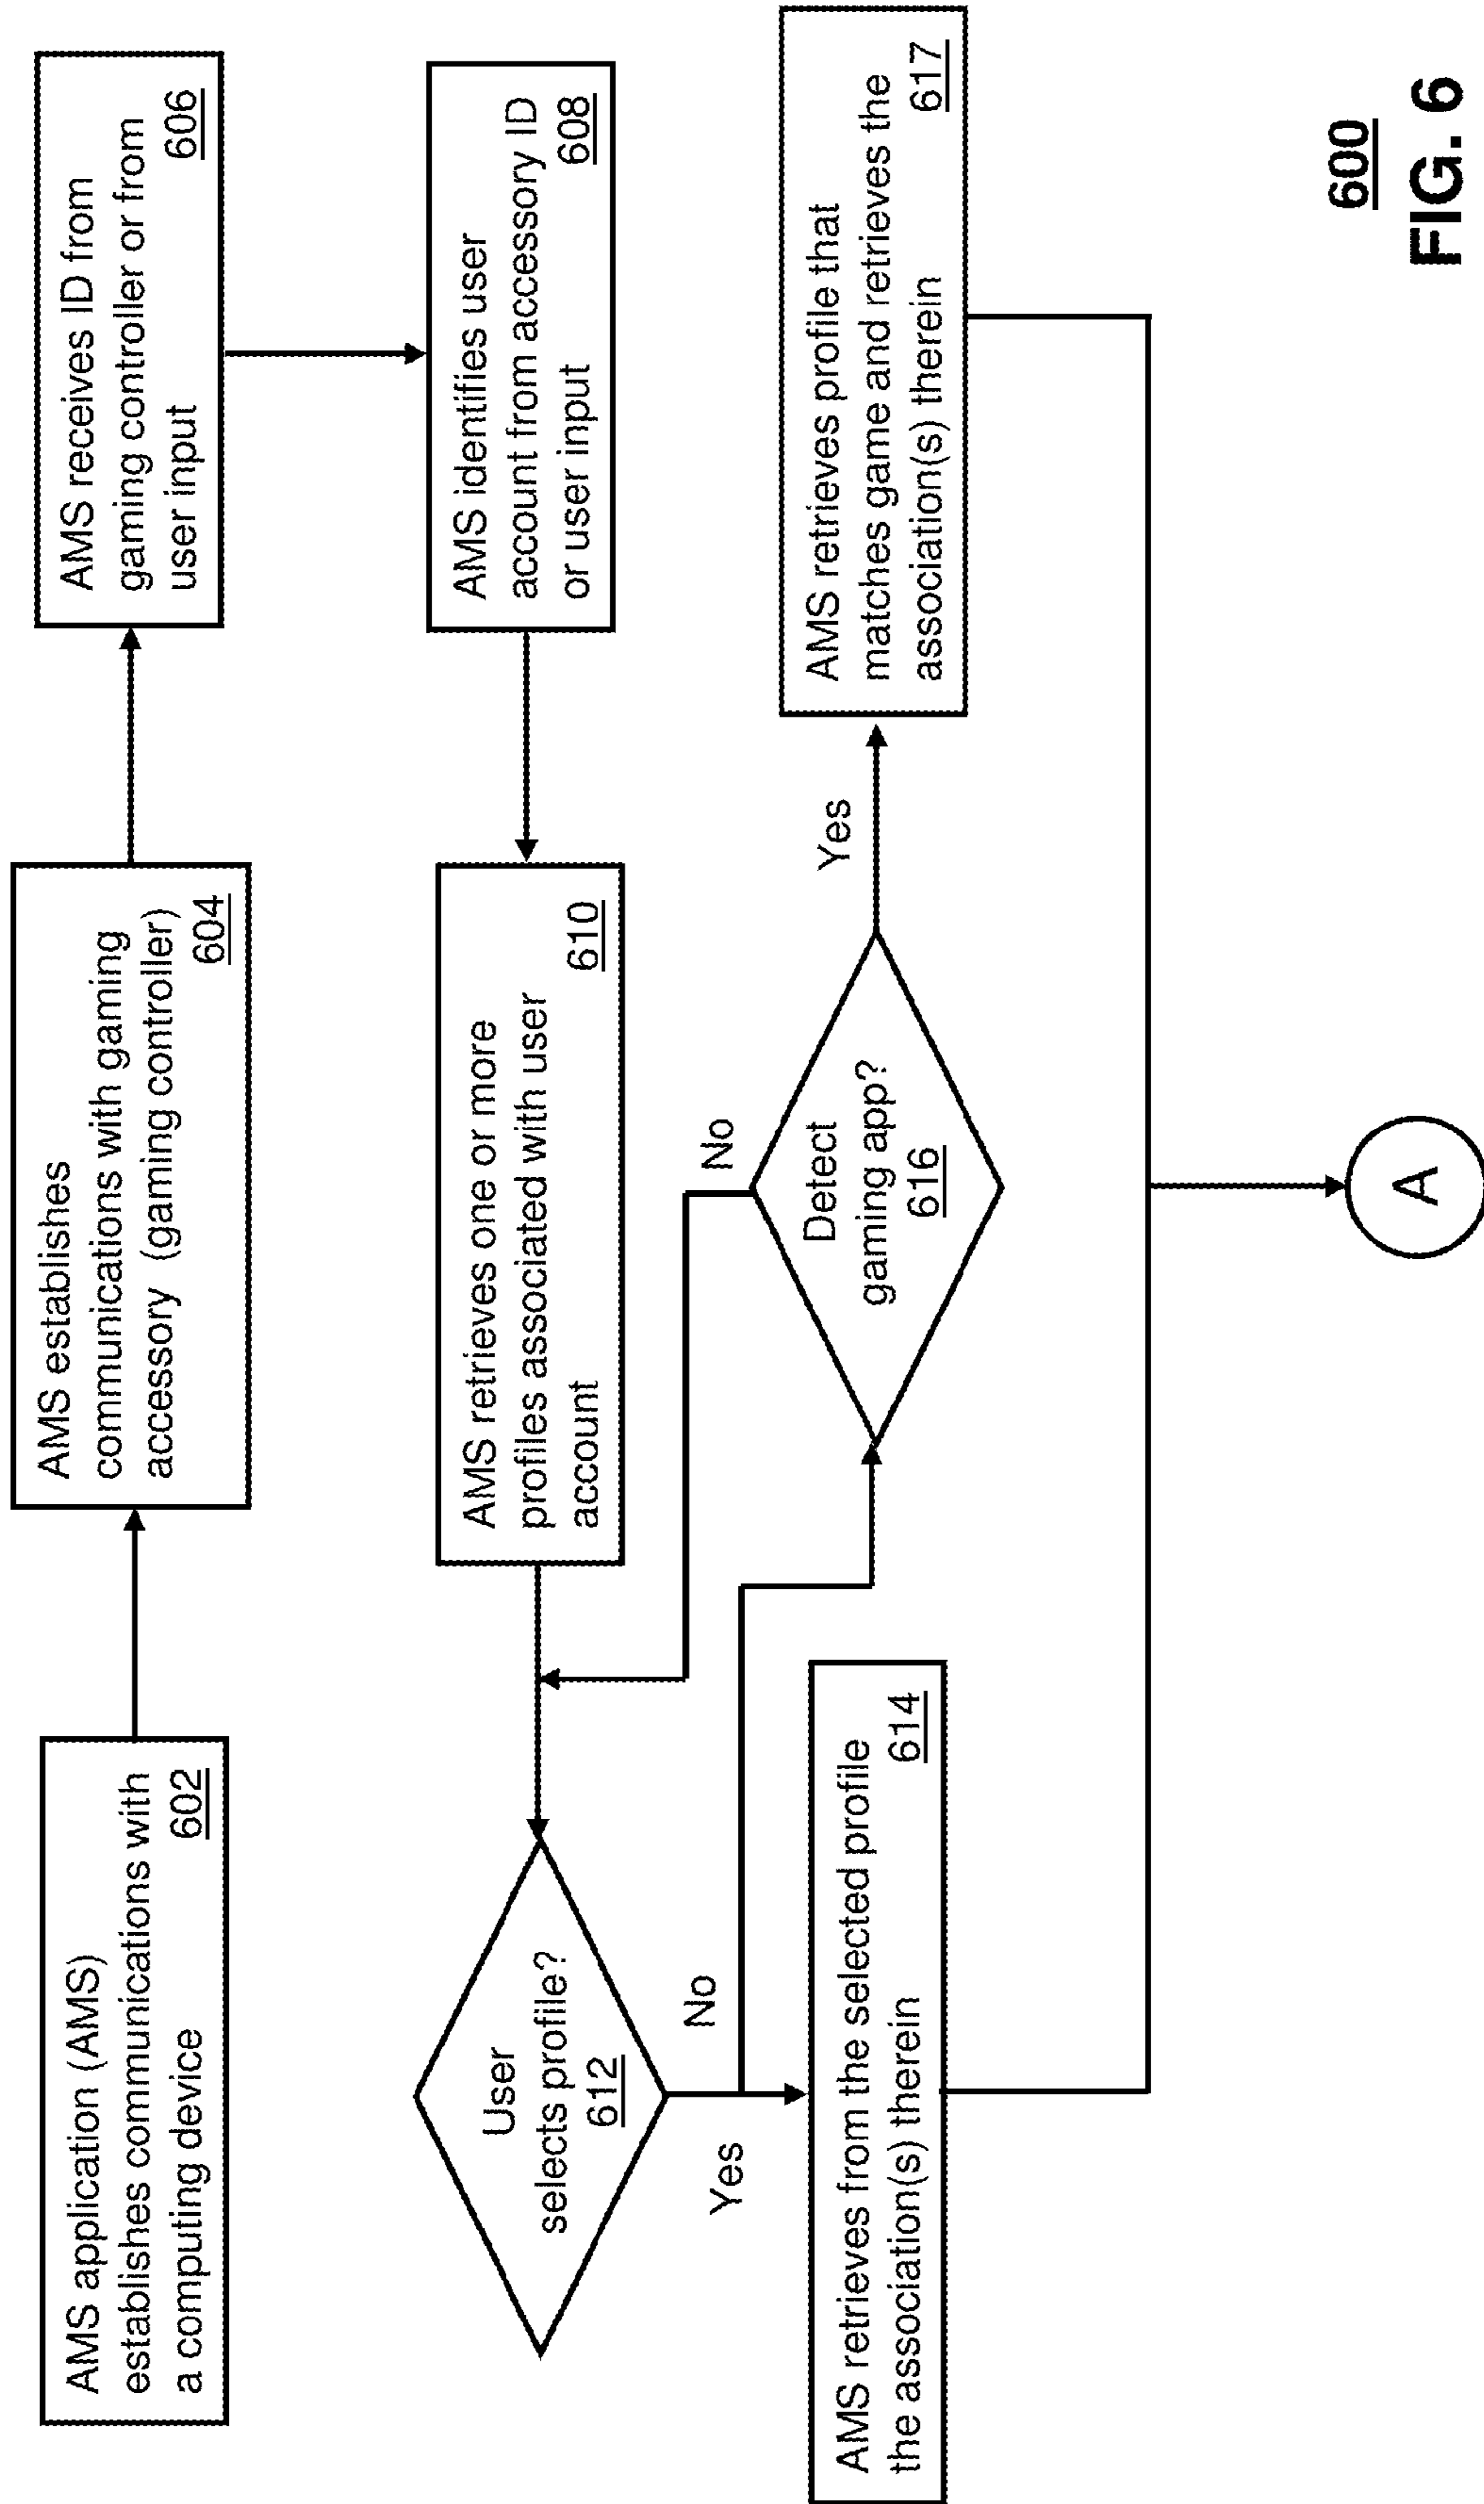 AMS application (AMS)
establishes communications with
a computing device
602
AMS establishes
communications with gaming
accessory (gaming controller)
604
AMS receives ID from
gaming controller or from
user input
606
AMS identifies user
account from accessory ID
or user input
608
AMS retrieves one or more
profiles associated with user
account
610
User
selects profile?
612
No
Yes
AMS retrieves from the selected profile
the association(s) therein
614
Detect
gaming app?
616
No
Yes
AMS retrieves profile that
matches game and retrieves the
association(s) therein
617
A
600
FIG. 6